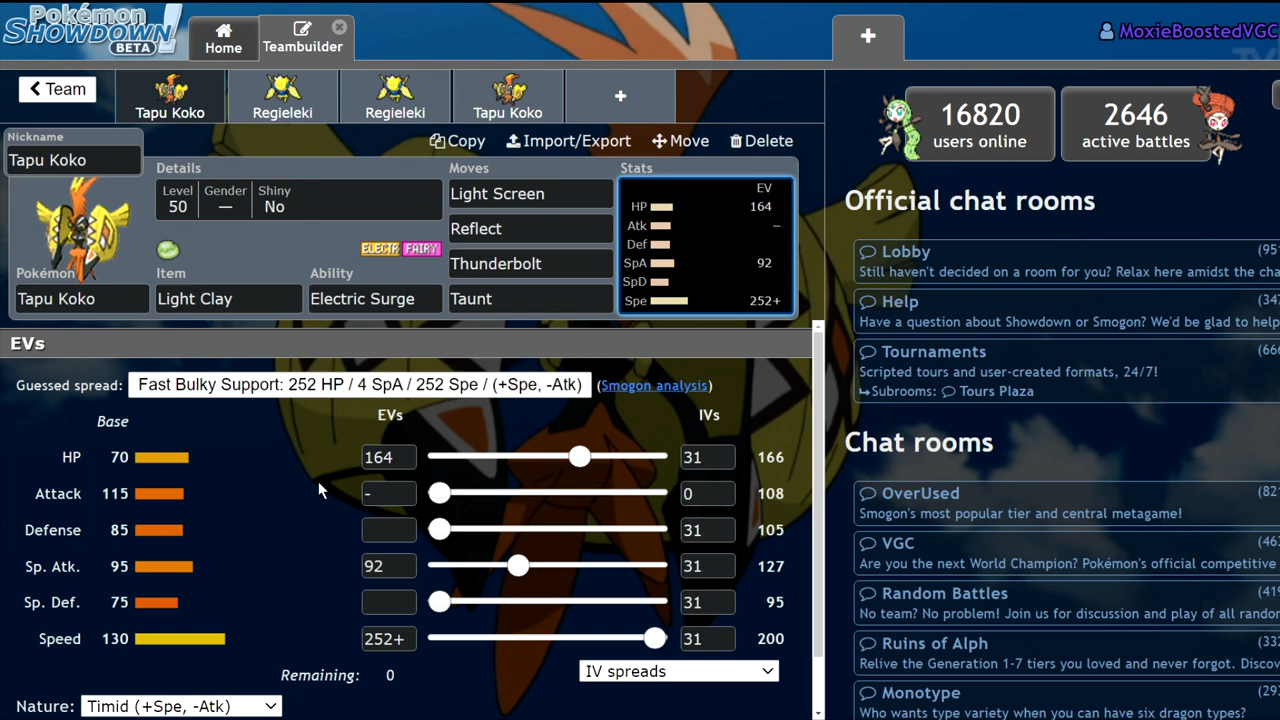 Pokémon
SHOWDOWN!
BETA
Home
Teambuilder
+
MoxieBoostedVGC
Team
Tapu Koko
Regieleki
Regieleki
Tapu Koko
+
16820
users online
2646
active battles
Copy
Import/Export
Move
Delete
Nickname
Tapu Koko
Details
Level
50
Gender
—
Shiny
No
ELECTR FAIRY
Pokémon
Tapu Koko
Item
Light Clay
Ability
Electric Surge
Moves
Light Screen
Reflect
Thunderbolt
Taunt
Stats
EV
HP 164
Atk –
Def
SpA 92
SpD
Spe 252+
EVs
Guessed spread: Fast Bulky Support: 252 HP / 4 SpA / 252 Spe / (+Spe, -Atk) (Smogon analysis)
Base EVs IVs
HP 70 164 31 166
Attack 115 - 0 108
Defense 85 31 105
Sp. Atk. 95 92 31 127
Sp. Def. 75 31 95
Speed 130 252+ 31 200
Remaining: 0
IV spreads
Nature: Timid (+Spe, -Atk)
Official chat rooms
Lobby (951
Still haven't decided on a room for you? Relax here amidst the cha
Help
Have a question about Showdown or Smogon? We'd be glad to help
Tournaments (666
Scripted tours and user-created formats, 24/7!
↳Subrooms: Tours Plaza
Chat rooms
OverUsed (821
Smogon's most popular tier and central metagame!
VGC (463
Are you the next World Champion? Pokémon's official competitive
Random Battles (419
No team? No problem! Join us for discussion and play of all rando
Ruins of Alph (332
Relive the Generation 1-7 tiers you loved and never forgot. Discov
Monotype
Who wants type variety when you can have six dragon types?